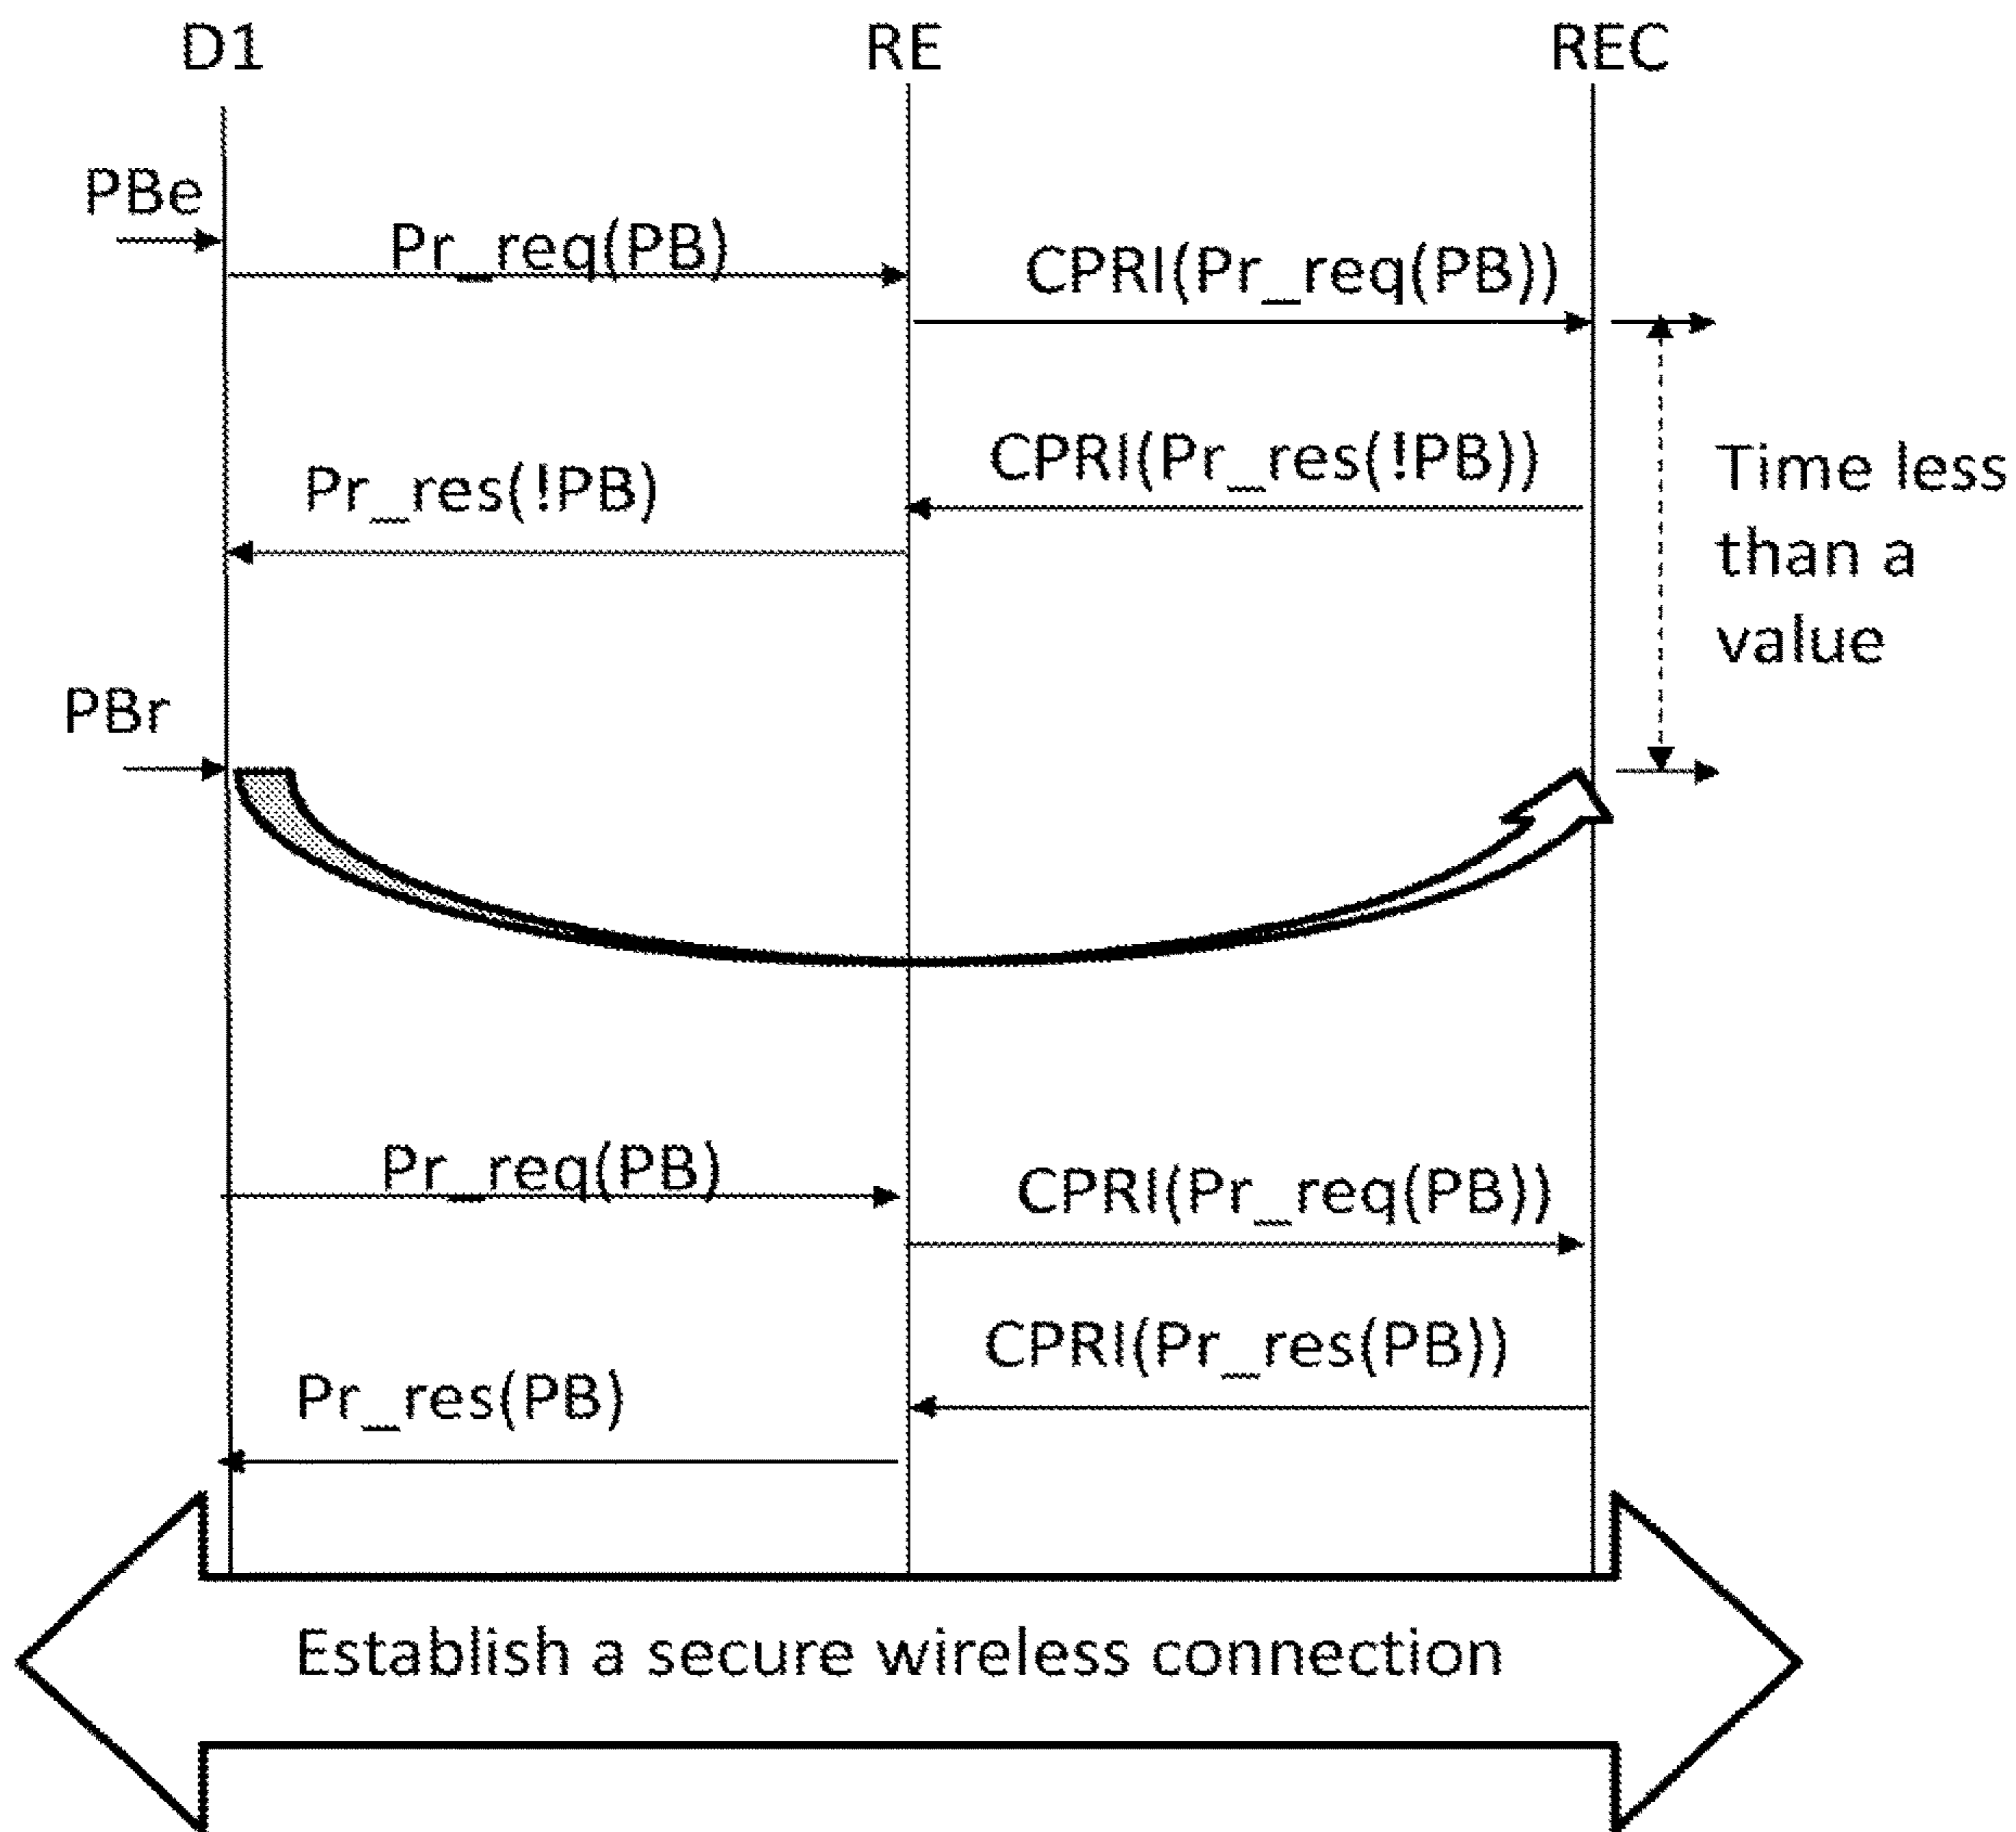 D1
RE
REC
PBe
Pr_req(PB)
CPRI(Pr_req(PB))
CPRI(Pr_res(!PB))
Pr_res(!PB)
Time less
than a
value
PBr
Pr_req(PB)
CPRI(Pr_req(PB))
CPRI(Pr_res(PB))
Pr_res(PB)
Establish a secure wireless connection